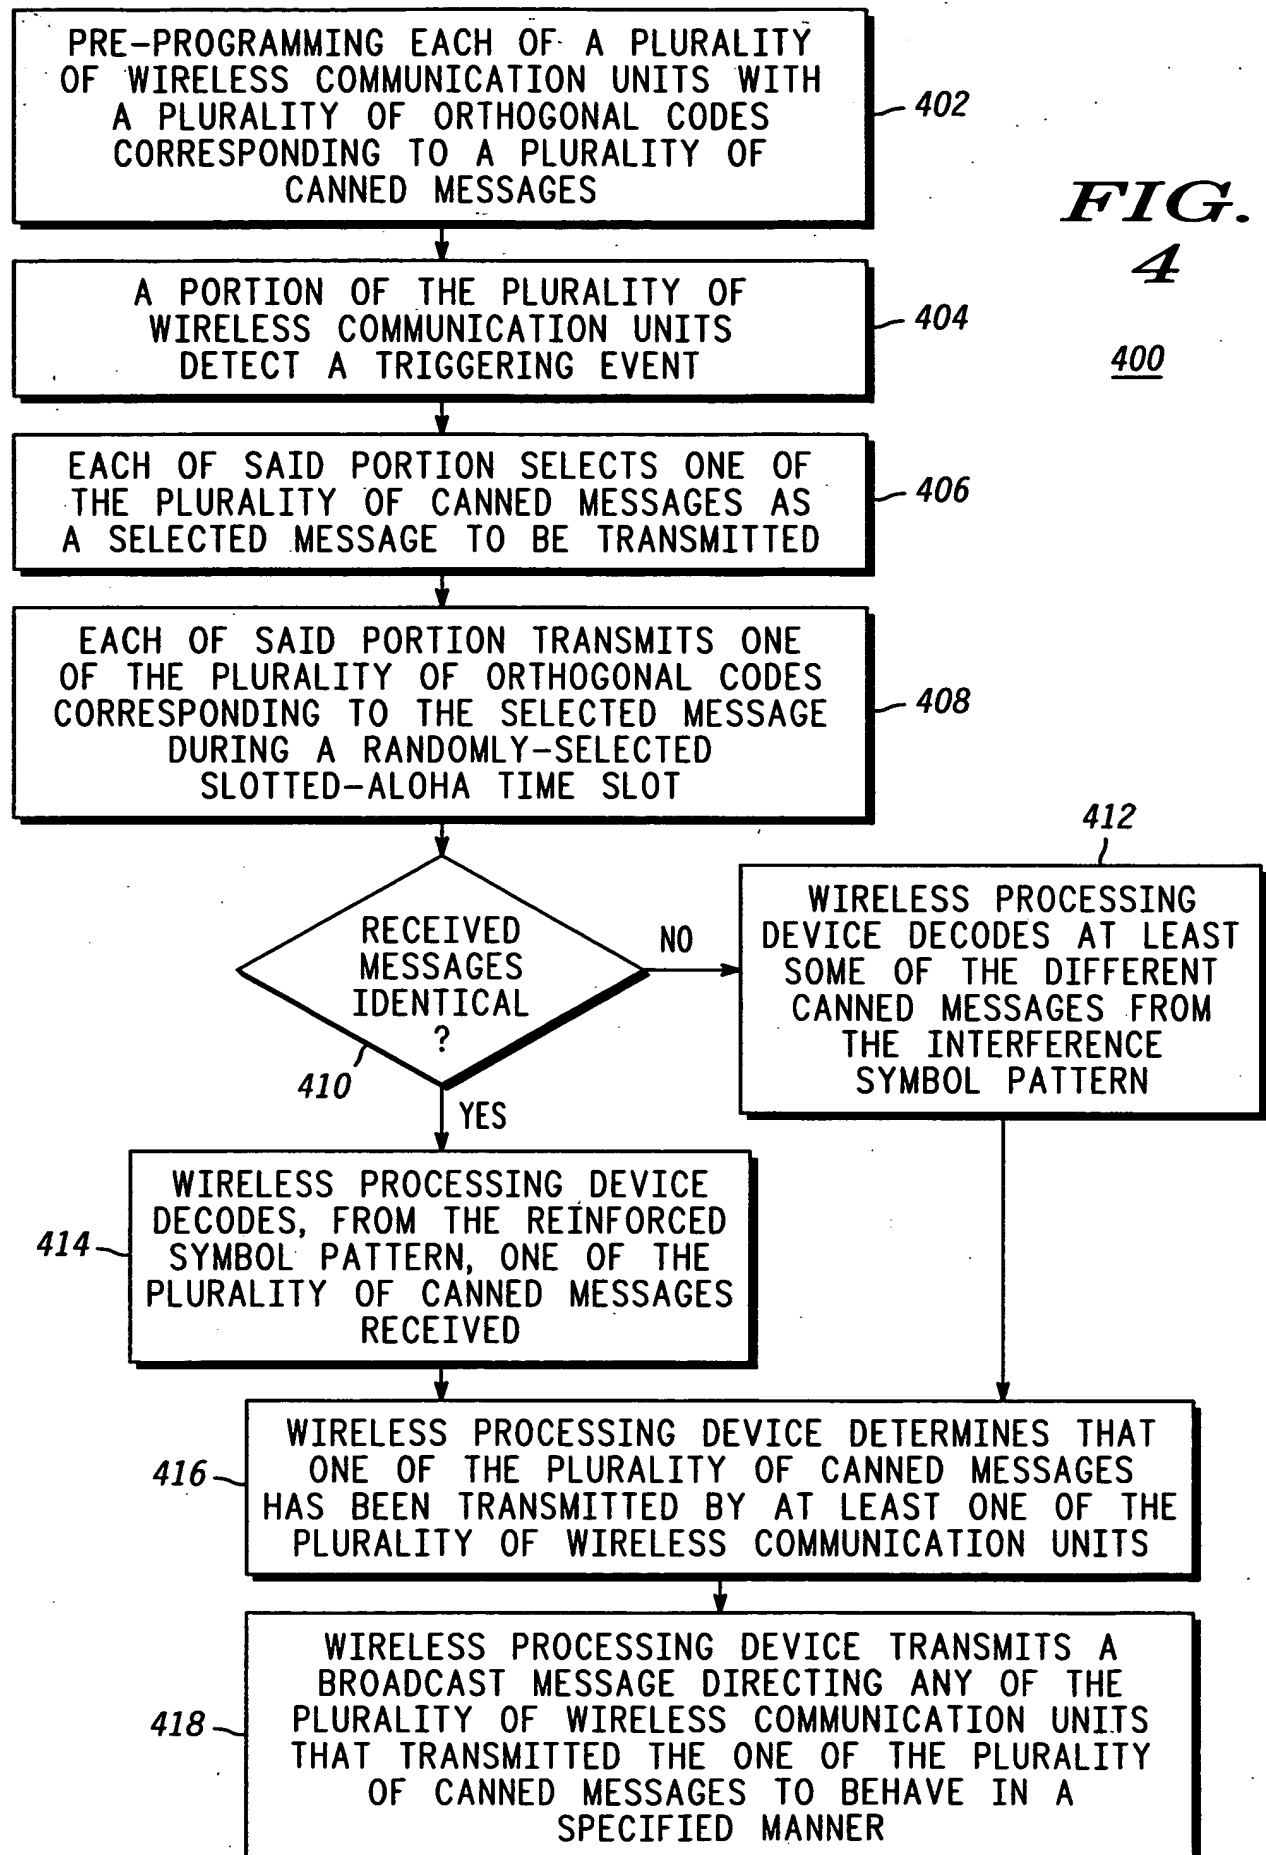 PRE-PROGRAMMING EACH OF A PLURALITY
OF WIRELESS COMMUNICATION UNITS WITH
A PLURALITY OF ORTHOGONAL CODES
CORRESPONDING TO A PLURALITY OF
CANNED MESSAGES
402
FIG.
4
400
A PORTION OF THE PLURALITY OF
WIRELESS COMMUNICATION UNITS
DETECT A TRIGGERING EVENT
404
EACH OF SAID PORTION SELECTS ONE OF
THE PLURALITY OF CANNED MESSAGES AS
A SELECTED MESSAGE TO BE TRANSMITTED
406
EACH OF SAID PORTION TRANSMITS ONE
OF THE PLURALITY OF ORTHOGONAL CODES
CORRESPONDING TO THE SELECTED MESSAGE
DURING A RANDOMLY-SELECTED
SLOTTED-ALOHA TIME SLOT
408
RECEIVED
MESSAGES
IDENTICAL
?
410
NO
YES
412
WIRELESS PROCESSING
DEVICE DECODES AT LEAST
SOME OF THE DIFFERENT
CANNED MESSAGES FROM
THE INTERFERENCE
SYMBOL PATTERN
WIRELESS PROCESSING DEVICE
DECODES, FROM THE REINFORCED
SYMBOL PATTERN, ONE OF THE
PLURALITY OF CANNED MESSAGES
RECEIVED
414
WIRELESS PROCESSING DEVICE DETERMINES THAT
ONE OF THE PLURALITY OF CANNED MESSAGES
HAS BEEN TRANSMITTED BY AT LEAST ONE OF THE
PLURALITY OF WIRELESS COMMUNICATION UNITS
416
WIRELESS PROCESSING DEVICE TRANSMITS A
BROADCAST MESSAGE DIRECTING ANY OF THE
PLURALITY OF WIRELESS COMMUNICATION UNITS
THAT TRANSMITTED THE ONE OF THE PLURALITY
OF CANNED MESSAGES TO BEHAVE IN A
SPECIFIED MANNER
418